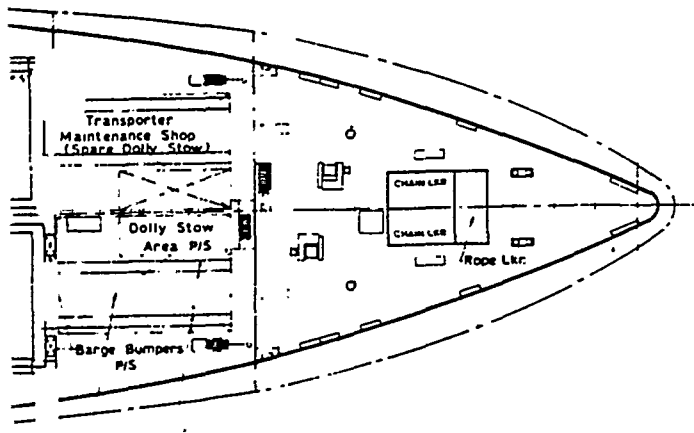 Transporter
Maintenance Shop
(Spare Dolly Stow)
CHAIN LKR
Dolly Stow
Area P/S
CHAIN LKR
Rope Lkr.
Barge Bumpers
P/S